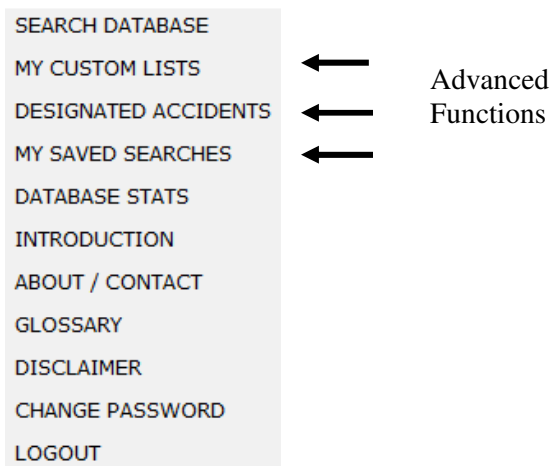 SEARCH DATABASE
MY CUSTOM LISTS
DESIGNATED ACCIDENTS
MY SAVED SEARCHES
DATABASE STATS
INTRODUCTION
ABOUT / CONTACT
GLOSSARY
DISCLAIMER
CHANGE PASSWORD
LOGOUT
Advanced
Functions